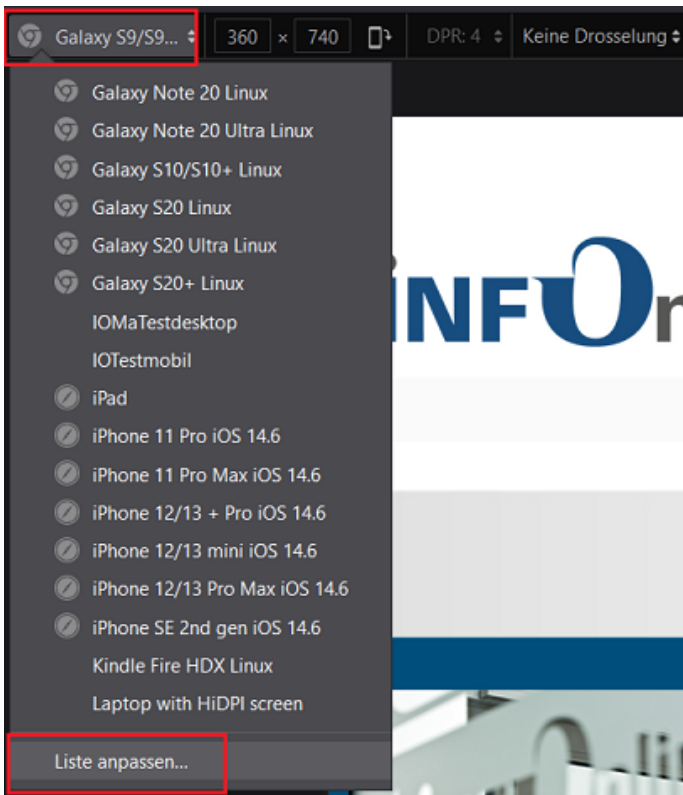 Galaxy S9/S9...
360 × 740 DPR: 4 Keine Drosselung
Galaxy Note 20 Linux
Galaxy Note 20 Ultra Linux
Galaxy S10/S10+ Linux
Galaxy S20 Linux
Galaxy S20 Ultra Linux
Galaxy S20+ Linux
IOMaTestdesktop
IOTestmobil
iPad
iPhone 11 Pro iOS 14.6
iPhone 11 Pro Max iOS 14.6
iPhone 12/13 + Pro iOS 14.6
iPhone 12/13 mini iOS 14.6
iPhone 12/13 Pro Max iOS 14.6
iPhone SE 2nd gen iOS 14.6
Kindle Fire HDX Linux
Laptop with HiDPI screen
Liste anpassen...
INFOn